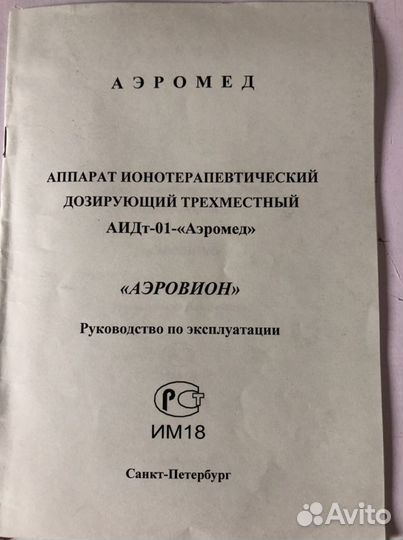 АЭРОМЕД
АППАРАТ ИОНОТЕРАПЕВТИЧЕСКИЙ
ДОЗИРУЮЩИЙ ТРЕХМЕСТНЫЙ
АИДт-01-«Аэромед»
«АЭРОВИОН»
Руководство по эксплуатации
РСт
ИМ18
Санкт-Петербург
Avito